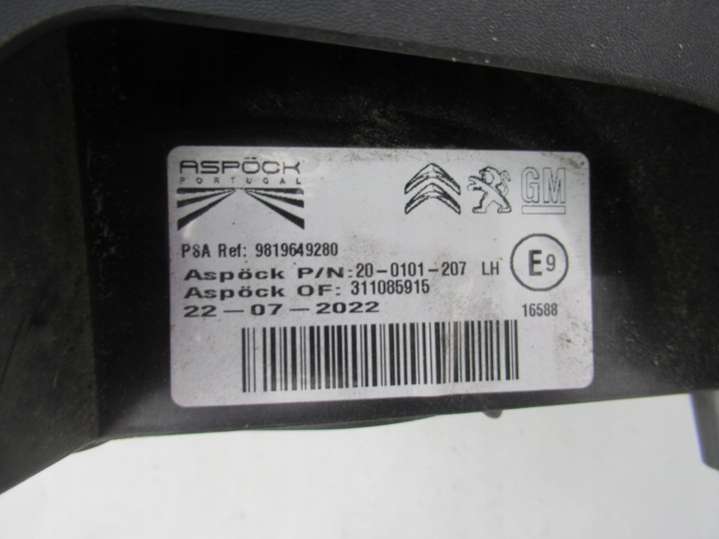 ASPÖCK
PORTUGAL
GM
PSA Ref: 9819649280
Aspöck P/N:20-0101-207 LH
E9
Aspöck OF: 311085915
22-07-2022
16588